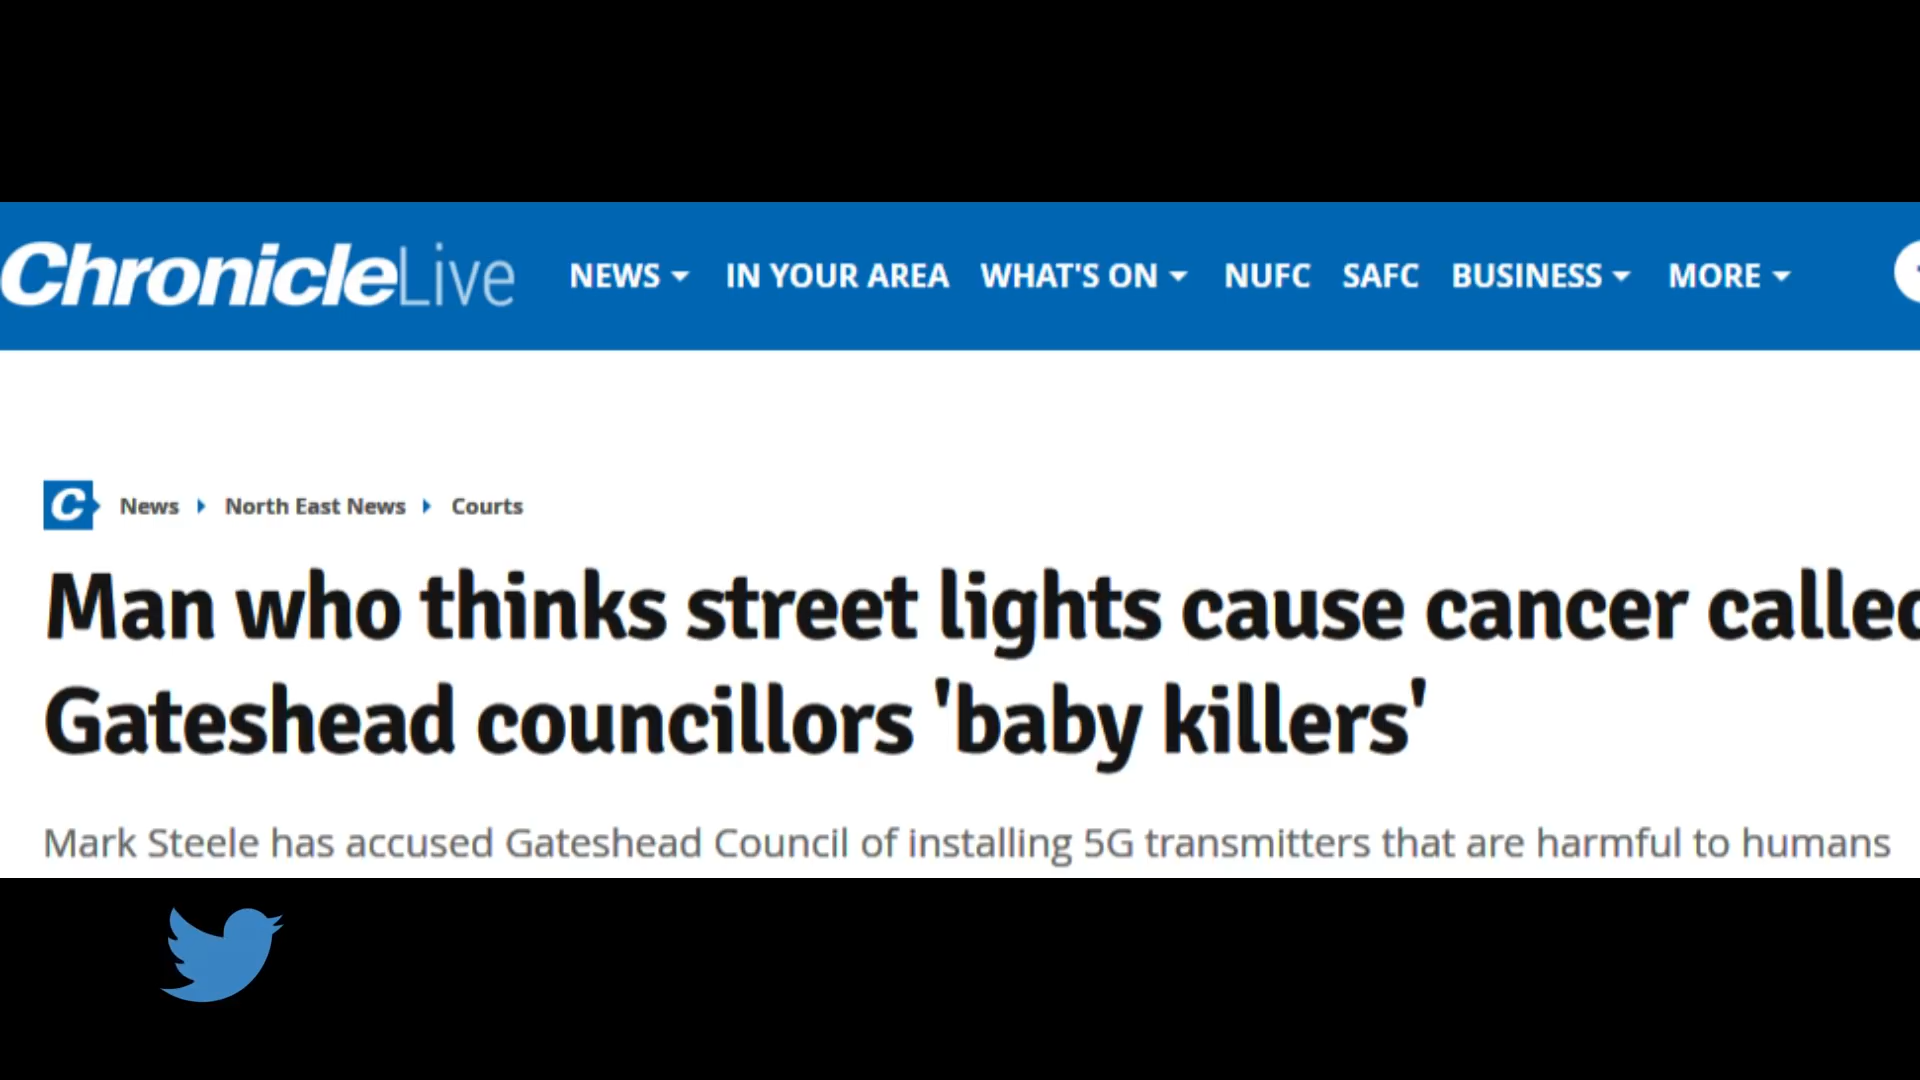 ChronicleLive NEWS IN YOUR AREA WHAT'S ON NUFC SAFC BUSINESS MORE
C News North East News Courts
Man who thinks street lights cause cancer called
Gateshead councillors 'baby killers'
Mark Steele has accused Gateshead Council of installing 5G transmitters that are harmful to humans